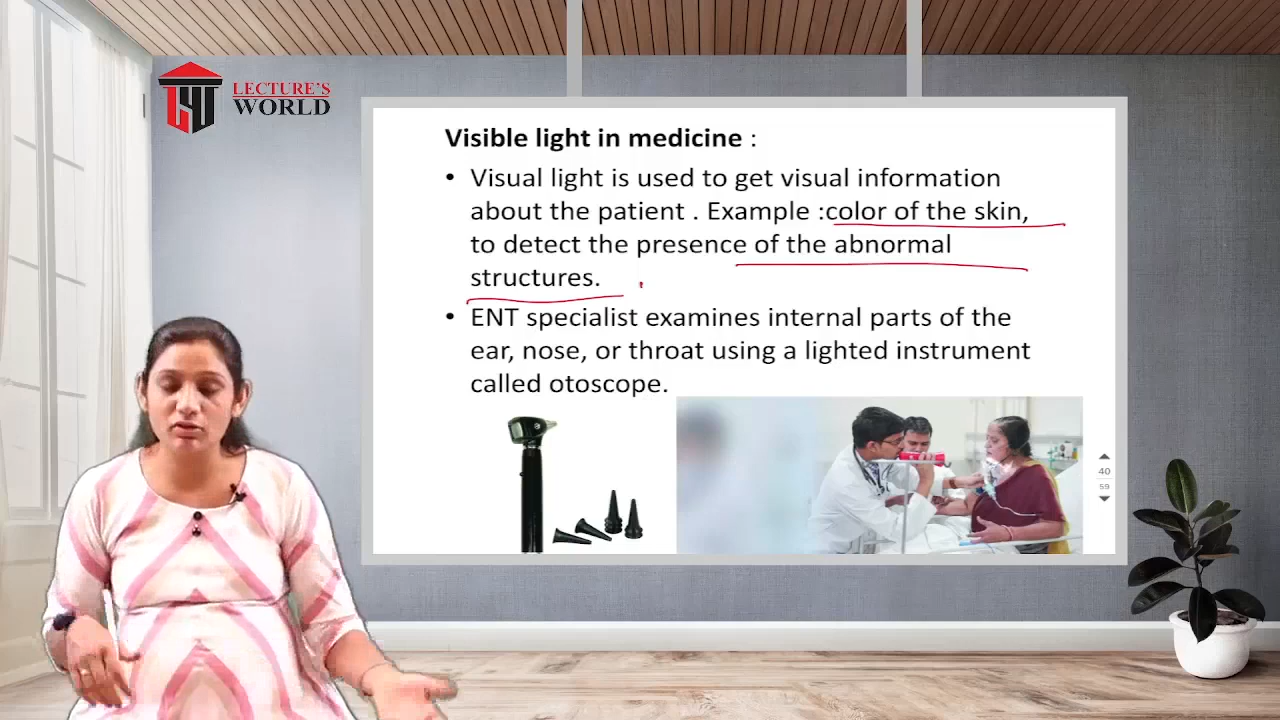 LECTURE'S
WORLD
Visible light in medicine :
• Visual light is used to get visual information
about the patient . Example :color of the skin,
to detect the presence of the abnormal
structures.
• ENT specialist examines internal parts of the
ear, nose, or throat using a lighted instrument
called otoscope.
40
59